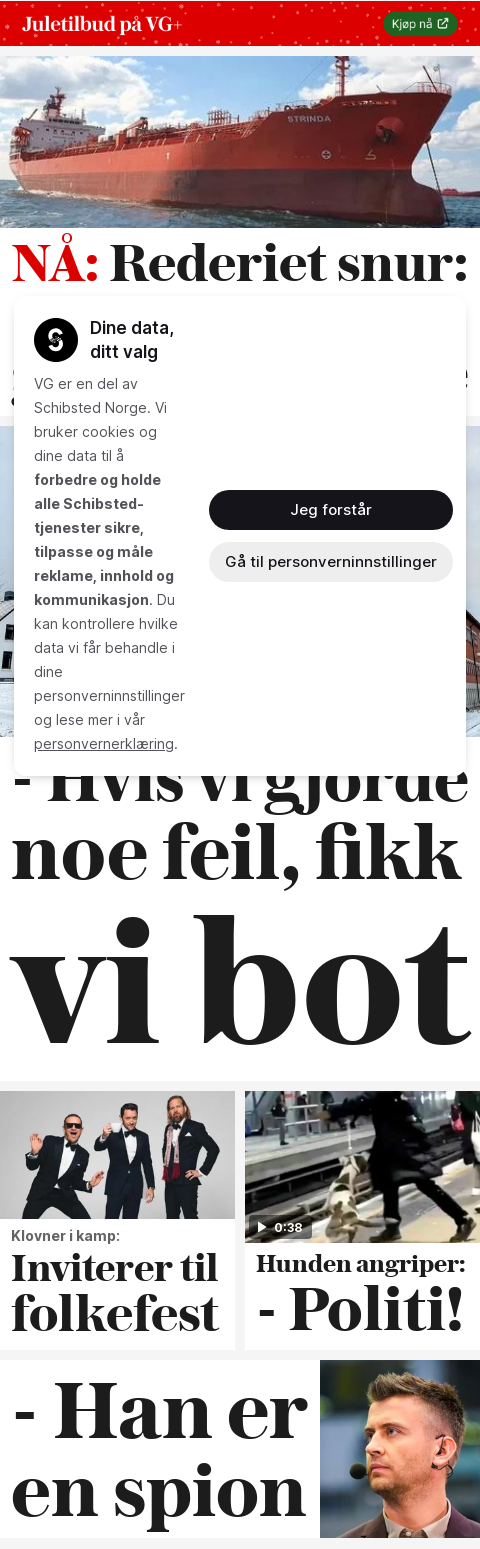 Juletilbud på VG+
Kjøp nå
STRINDA
NÅ: Rederiet snur:
Dine data,
ditt valg
VG er en del av
Schibsted Norge. Vi
bruker cookies og
dine data til å
forbedre og holde
alle Schibsted-
tjenester sikre,
tilpasse og måle
reklame, innhold og
kommunikasjon. Du
kan kontrollere hvilke
data vi får behandle i
dine
personverninnstillinger
og lese mer i vår
personvernerklæring.
Jeg forstår
Gå til personverninnstillinger
- Hvis vi gjorde
noe feil, fikk
vi bot
Klovner i kamp:
Inviterer til
folkefest
0:38
Hunden angriper:
- Politi!
- Han er
en spion